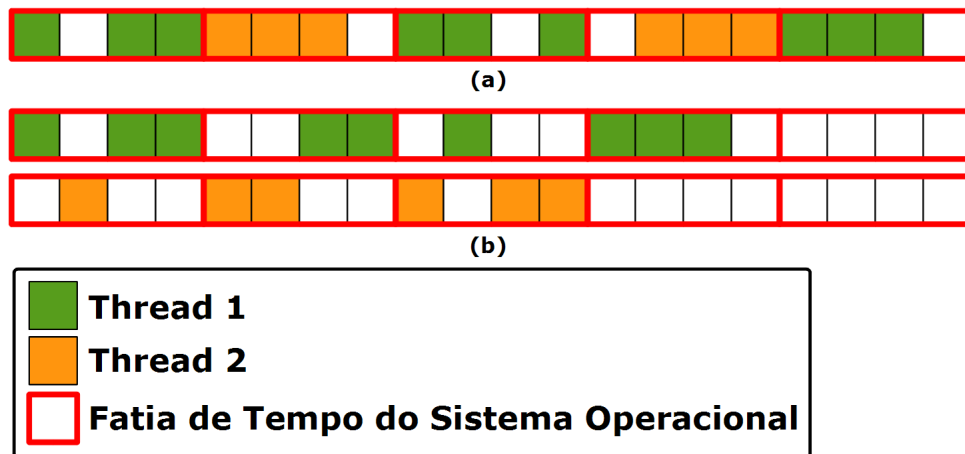 (a)
(b)
Thread 1
Thread 2
Fatia de Tempo do Sistema Operacional